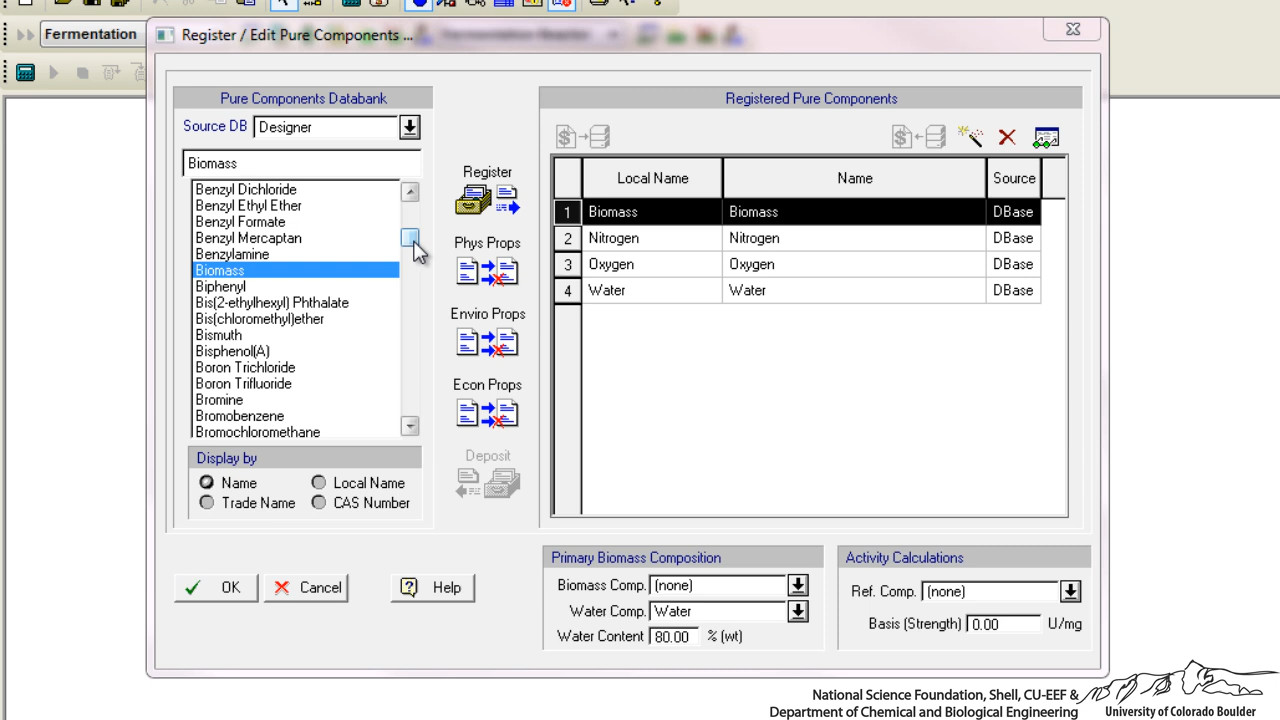 Fermentation
Register / Edit Pure Components ...
Pure Components Databank
Source DB Designer
Biomass
Benzyl Dichloride
Benzyl Ethyl Ether
Benzyl Formate
Benzyl Mercaptan
Benzylamine
Biomass
Biphenyl
Bis(2-ethylhexyl) Phthalate
Bis(chloromethyl)ether
Bismuth
Bisphenol(A)
Boron Trichloride
Boron Trifluoride
Bromine
Bromobenzene
Bromochloromethane
Display by
Name Local Name
Trade Name CAS Number
OK Cancel Help
Register
Phys Props
Enviro Props
Econ Props
Deposit
Registered Pure Components
Local Name Name Source
1 Biomass Biomass DBase
2 Nitrogen Nitrogen DBase
3 Oxygen Oxygen DBase
4 Water Water DBase
Primary Biomass Composition
Biomass Comp. (none)
Water Comp. Water
Water Content 80.00 % (wt)
Activity Calculations
Ref. Comp. (none)
Basis (Strength) 0.00 U/mg
National Science Foundation, Shell, CU-EEF &
Department of Chemical and Biological Engineering
University of Colorado Boulder